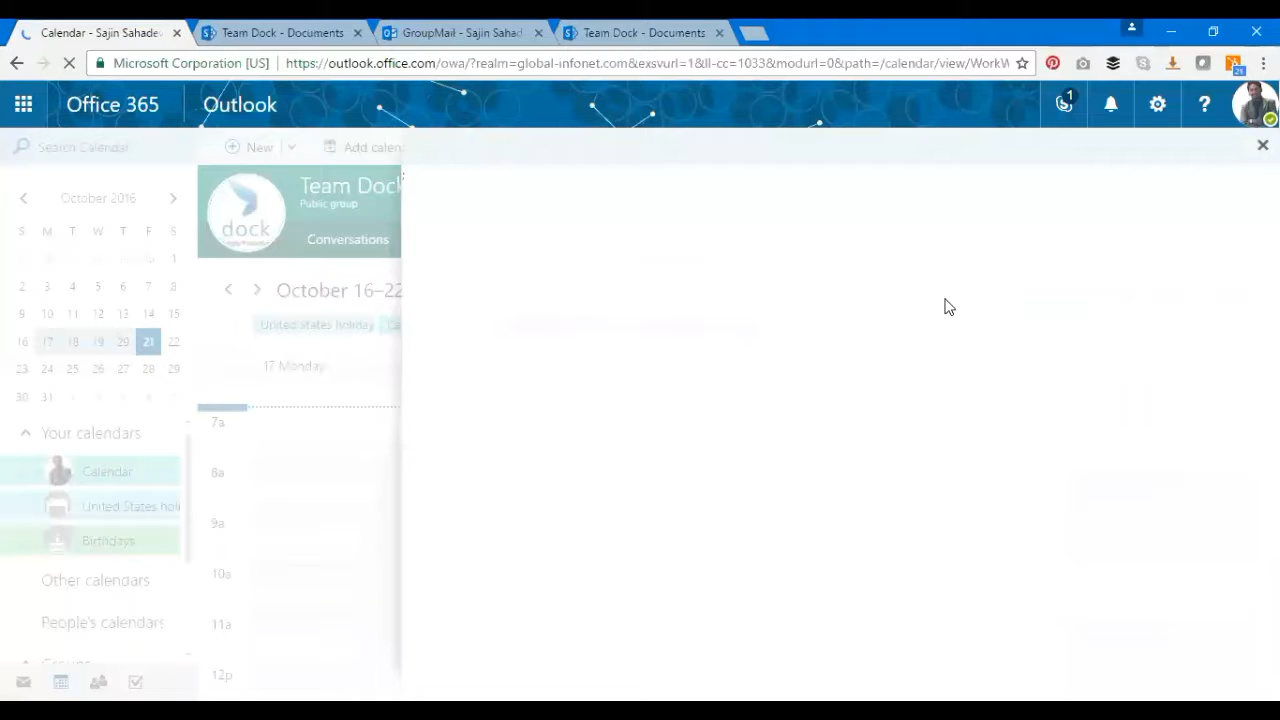 Calendar - Sajin Sahadev
Team Dock - Documents
GroupMail - Sajin Sahad
Team Dock - Documents
Microsoft Corporation [US]
https://outlook.office.com/owa/?realm=global-infonet.com&exsvurl=1&ll-cc=1033&modurl=0&path=/calendar/view/WorkW
21
Office 365
Outlook
1
?
Search Calendar
New
Add calen
October 2016
S M T W T F S
1
2 3 4 5 6 7 8
9 10 11 12 13 14 15
16 17 18 19 20 21 22
23 24 25 26 27 28 29
30 31
Team Dock
Public group
dock
Conversations
October 16–22
United States holiday
Ca
17 Monday
7a
8a
9a
10a
11a
12p
Your calendars
Calendar
United States holi
Birthdays
Other calendars
People's calendars
Groups